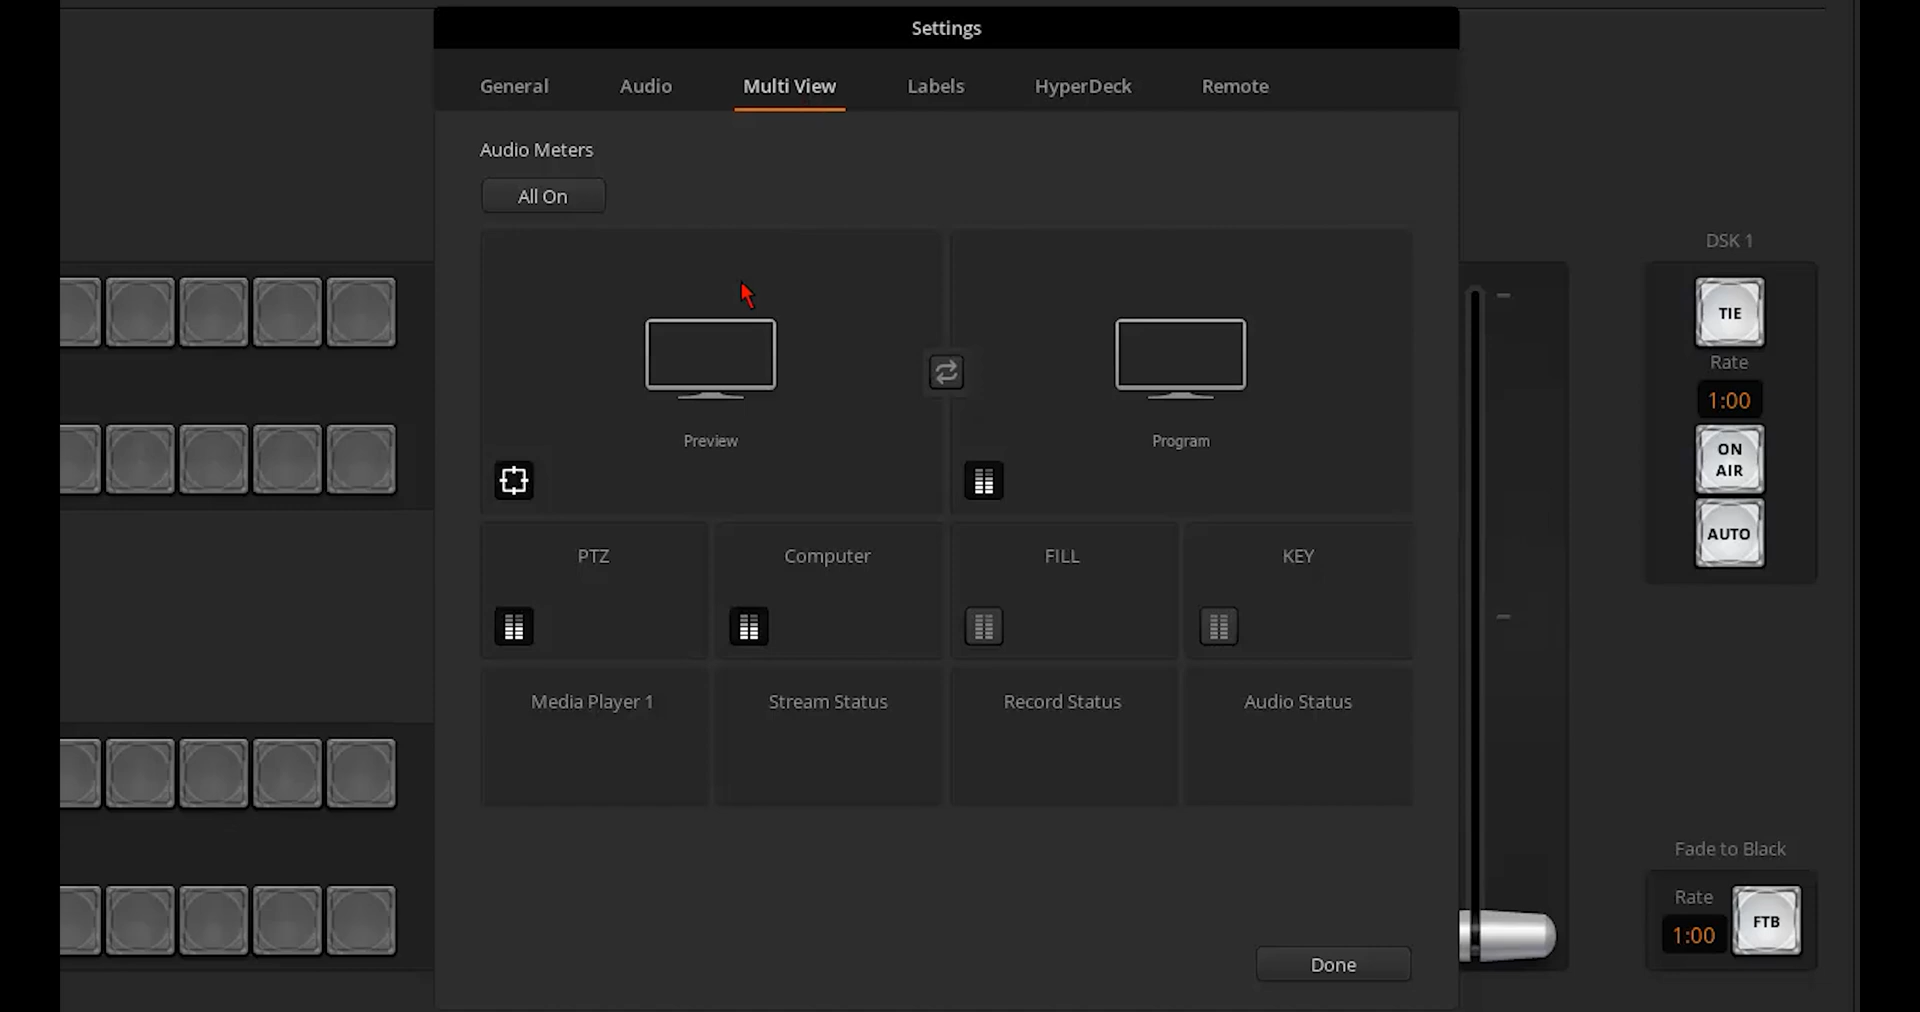 Settings
General Audio Multi View Labels HyperDeck Remote
Audio Meters
All On
Preview
Program
PTZ
Computer
FILL
KEY
Media Player 1
Stream Status
Record Status
Audio Status
Done
DSK 1
TIE
Rate
1:00
ON
AIR
AUTO
Fade to Black
Rate
1:00
FTB